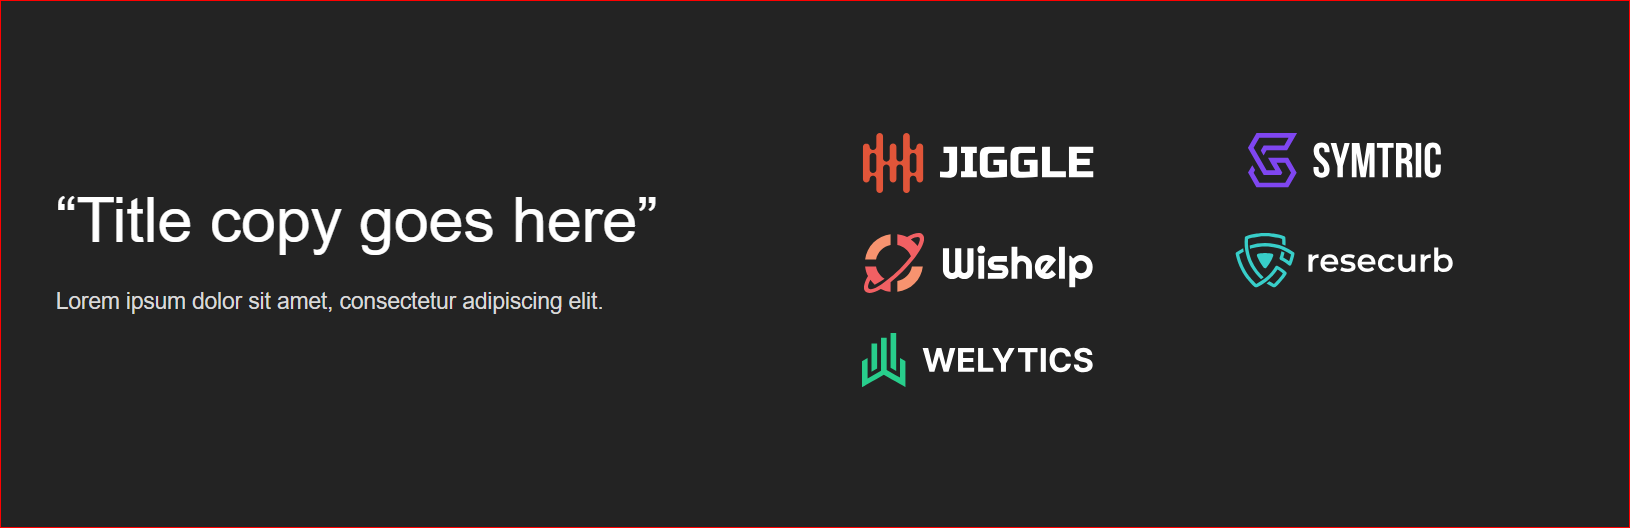 “Title copy goes here”
Lorem ipsum dolor sit amet, consectetur adipiscing elit.
JIGGLE
SYMTRIC
Wishelp
resecurb
WELYTICS